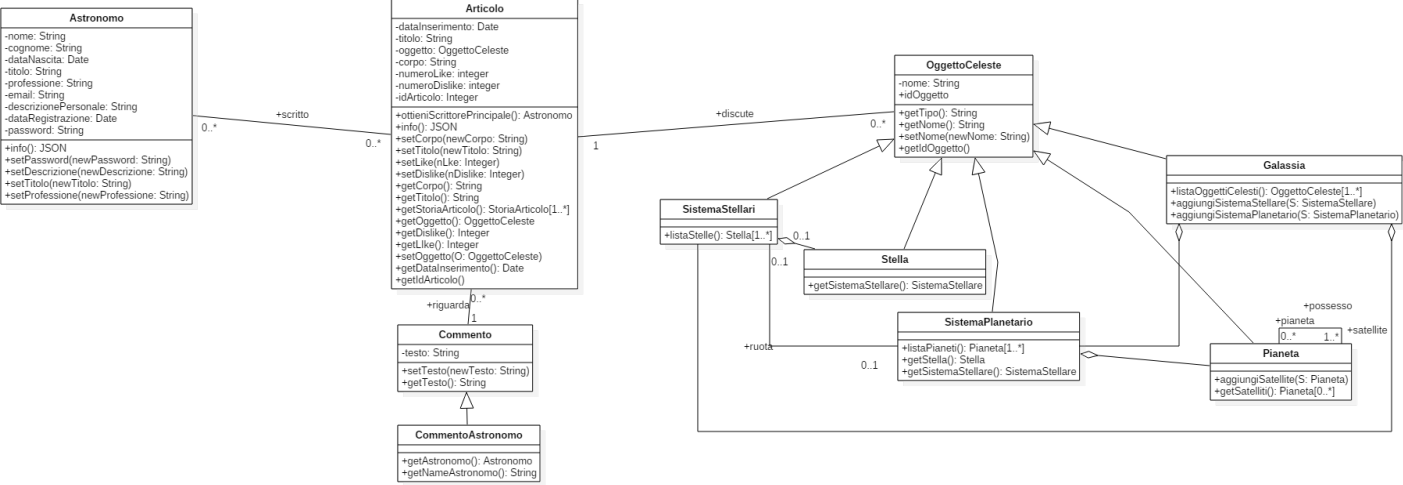 Astronomo
-nome: String
-cognome: String
-dataNascita: Date
-titolo: String
-professione: String
-email: String
-descrizionePersonale: String
-dataRegistrazione: Date
-password: String
+info(): JSON
+setPassword(newPassword: String)
+setDescrizione(newDescrizione: String)
+setTitolo(newTitolo: String)
+setProfessione(newProfessione: String)
+scritto
0..*
0..*
Articolo
-dataInserimento: Date
-titolo: String
-oggetto: OggettoCeleste
-corpo: String
-numeroLike: integer
-numeroDislike: integer
-idArticolo: Integer
+ottieniScrittorePrincipale(): Astronomo
+info(): JSON
+setCorpo(newCorpo: String)
+setTitolo(newTitolo: String)
+setLike(nLke: Integer)
+setDislike(nDislike: Integer)
+getCorpo(): String
+getTitolo(): String
+getStoriaArticolo(): StoriaArticolo[1..*]
+getOggetto(): OggettoCeleste
+getDislike(): Integer
+getLIke(): Integer
+setOggetto(O: OggettoCeleste)
+getDataInserimento(): Date
+getIdArticolo()
+riguarda
0..*
1
Commento
-testo: String
+setTesto(newTesto: String)
+getTesto(): String
CommentoAstronomo
+getAstronomo(): Astronomo
+getNameAstronomo(): String
+discute
1
0..*
OggettoCeleste
-nome: String
+idOggetto
+getTipo(): String
+getNome(): String
+setNome(newNome: String)
+getIdOggetto()
Galassia
+listaOggettiCelesti(): OggettoCeleste[1..*]
+aggiungiSistemaStellare(S: SistemaStellare)
+aggiungiSistemaPlanetario(S: SistemaPlanetario)
SistemaStellari
+listaStelle(): Stella[1..*]
0..1
0..1
Stella
+getSistemaStellare(): SistemaStellare
+ruota
0..1
SistemaPlanetario
+listaPianeti(): Pianeta[1..*]
+getStella(): Stella
+getSistemaStellare(): SistemaStellare
+possesso
+pianeta
+satellite
0..*
1..*
Pianeta
+aggiungiSatellite(S: Pianeta)
+getSatelliti(): Pianeta[0..*]